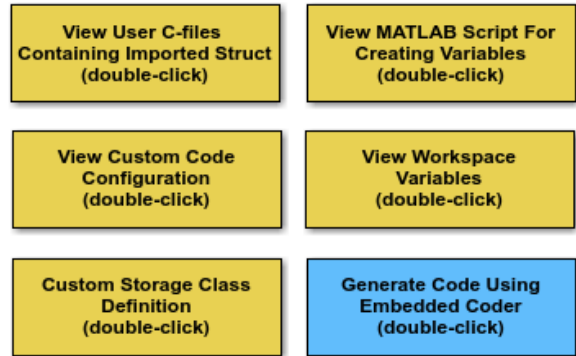 View User C-files
Containing Imported Struct
(double-click)
View MATLAB Script For
Creating Variables
(double-click)
View Custom Code
Configuration
(double-click)
View Workspace
Variables
(double-click)
Custom Storage Class
Definition
(double-click)
Generate Code Using
Embedded Coder
(double-click)